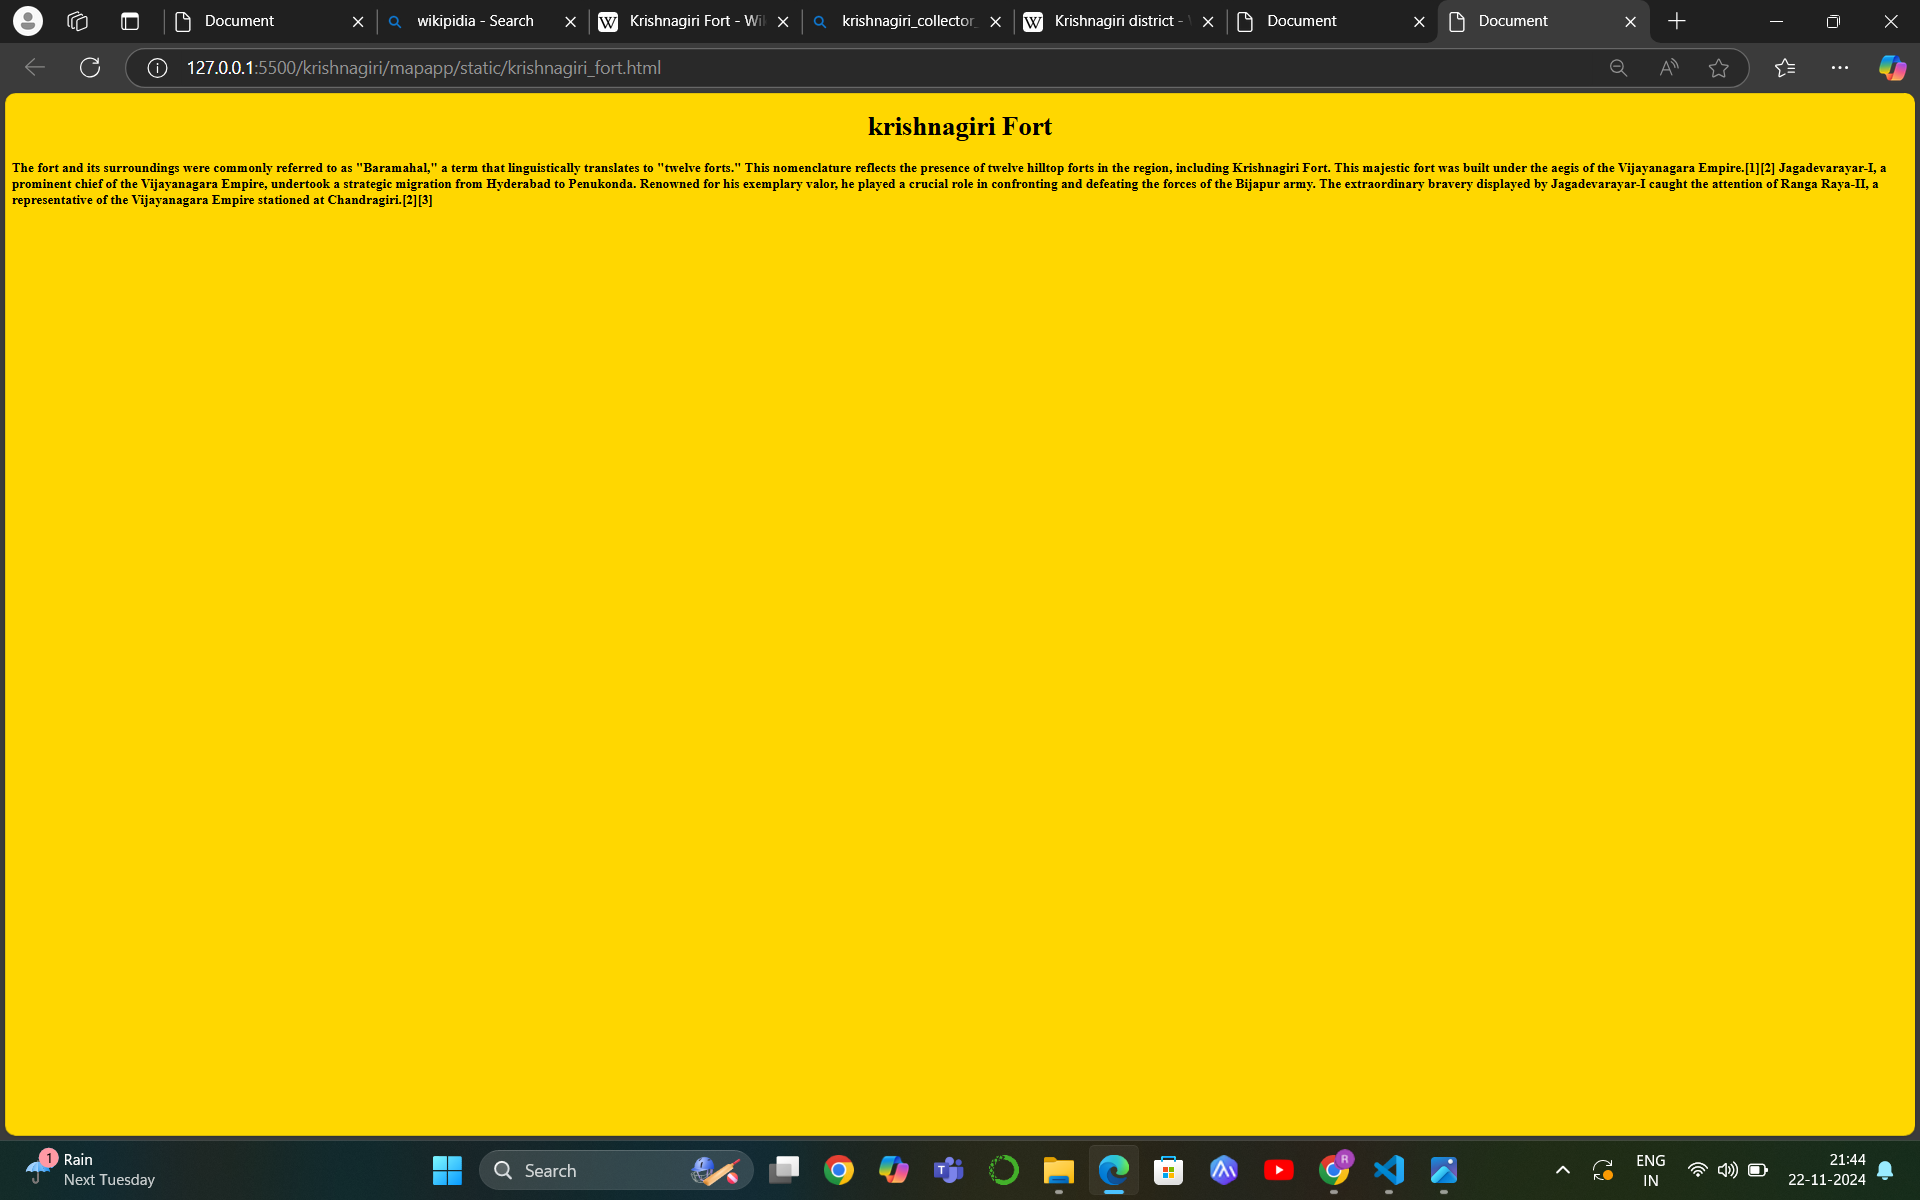 Document
wikipidia - Search
Krishnagiri Fort - Wi
krishnagiri_collector_
Krishnagiri district -
Document
Document
127.0.0.1:5500/krishnagiri/mapapp/static/krishnagiri_fort.html
krishnagiri Fort
The fort and its surroundings were commonly referred to as "Baramahal," a term that linguistically translates to "twelve forts." This nomenclature reflects the presence of twelve hilltop forts in the region, including Krishnagiri Fort. This majestic fort was built under the aegis of the Vijayanagara Empire.[1][2] Jagadevarayar-I, a
prominent chief of the Vijayanagara Empire, undertook a strategic migration from Hyderabad to Penukonda. Renowned for his exemplary valor, he played a crucial role in confronting and defeating the forces of the Bijapur army. The extraordinary bravery displayed by Jagadevarayar-I caught the attention of Ranga Raya-II, a
representative of the Vijayanagara Empire stationed at Chandragiri.[2][3]
1
Rain
Next Tuesday
Search
R
ENG
IN
21:44
22-11-2024